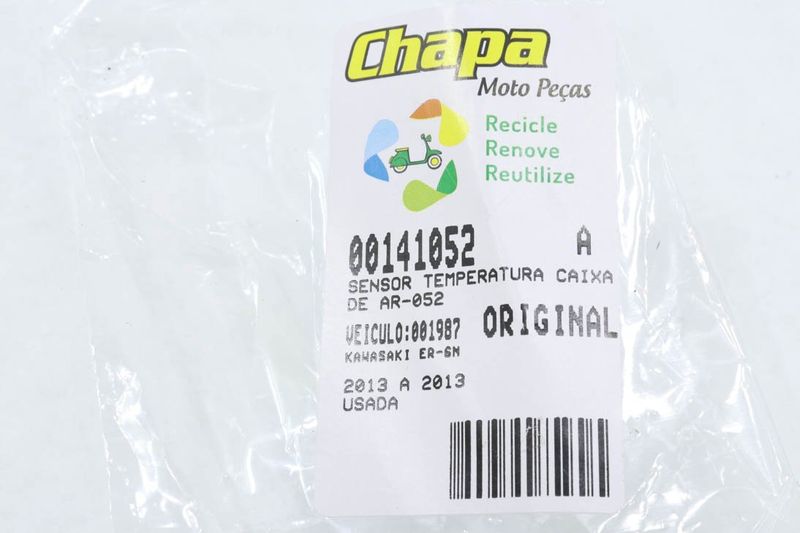 Chapa
Moto Peças
Recicle
Renove
Reutilize
00141052 A
SENSOR TEMPERATURA CAIXA
DE AR-052
VEICULO:001987 ORIGINAL
KAWASAKI ER-6N
2013 A 2013
USADA